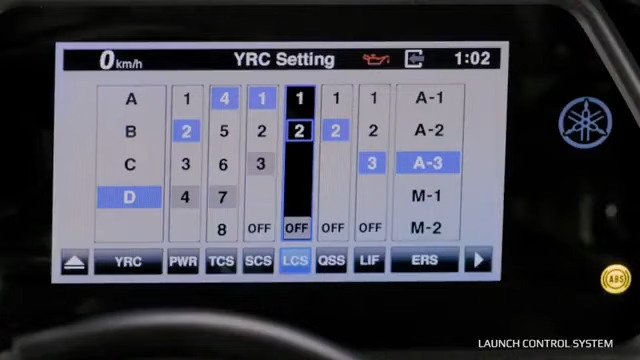 0 km/h YRC Setting 1:02
A 1 4 1 1 1 1 A-1
B 2 5 2 2 2 2 A-2
C 3 6 3 3 A-3
D 4 7 M-1
8 OFF OFF OFF OFF M-2
YRC PWR TCS SCS LCS QSS LIF ERS
ABS
LAUNCH CONTROL SYSTEM